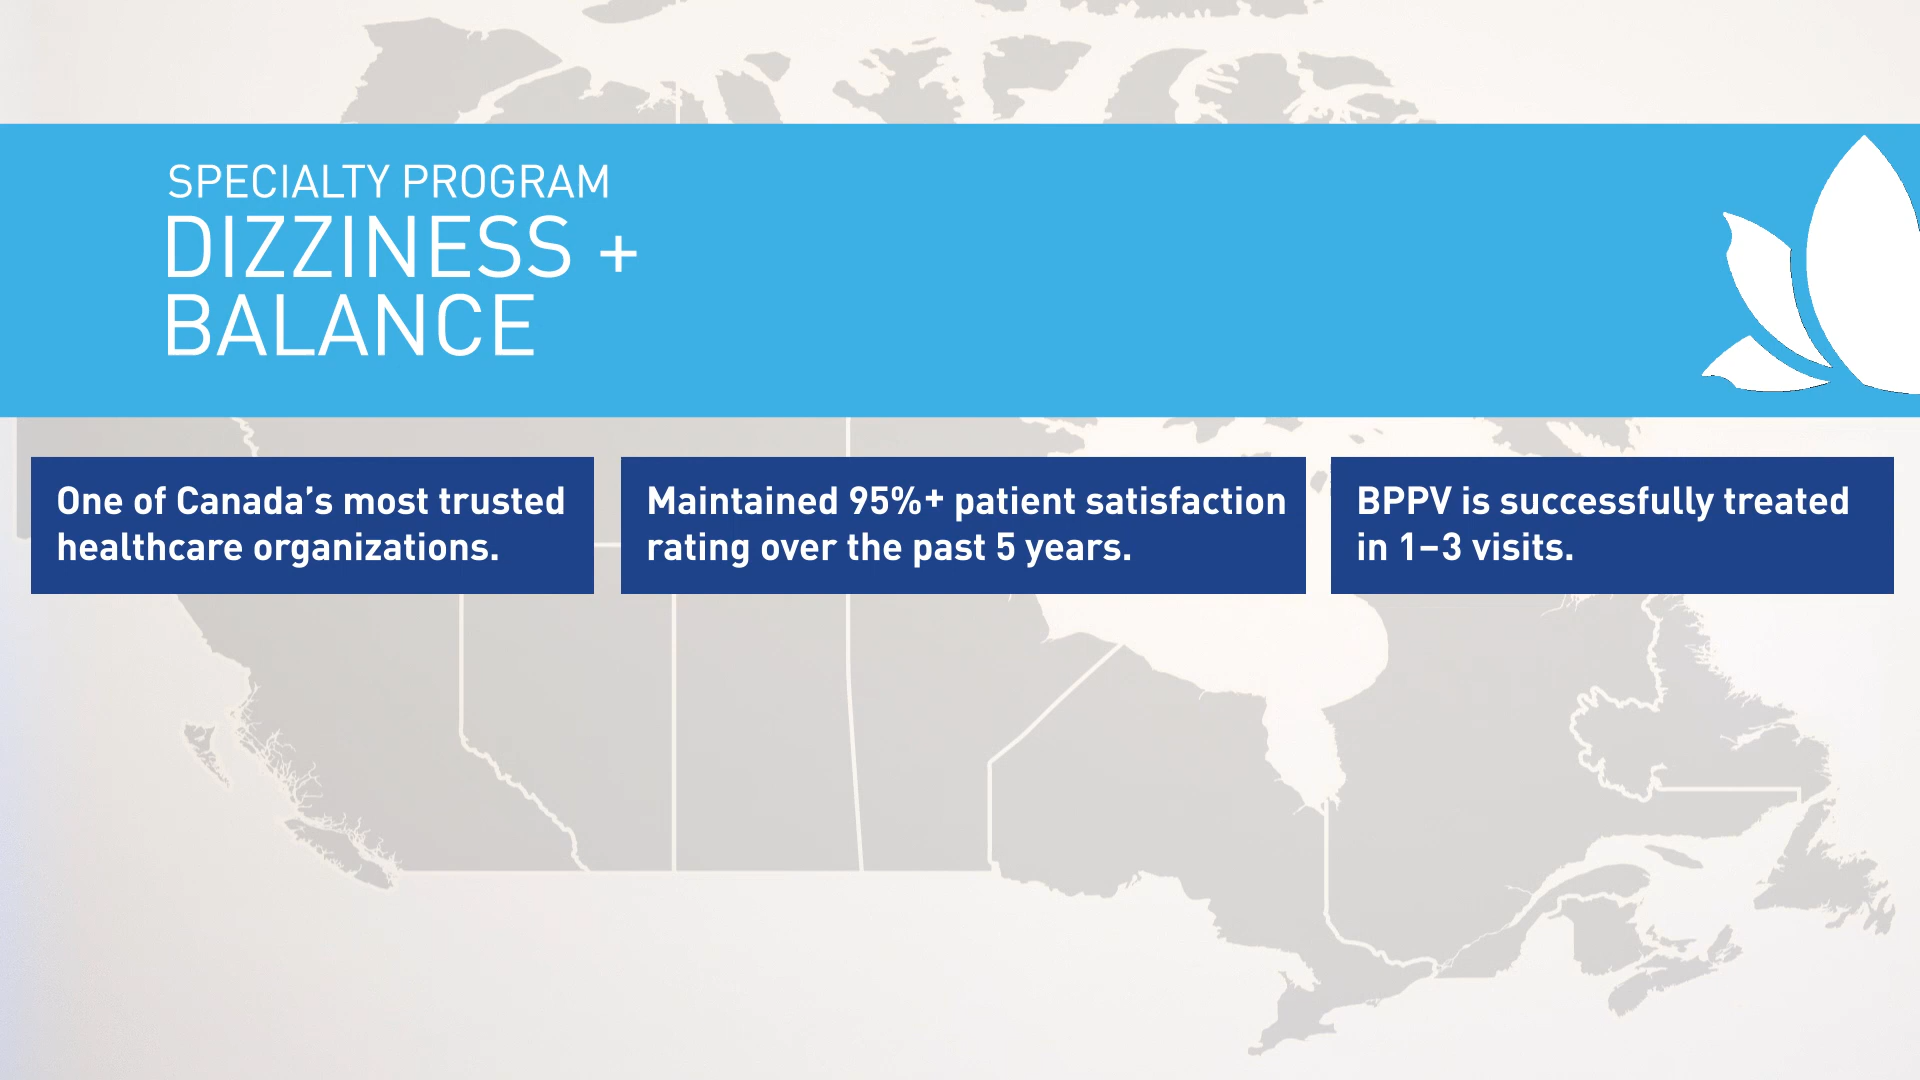 SPECIALTY PROGRAM
DIZZINESS +
BALANCE
One of Canada’s most trusted
healthcare organizations.
Maintained 95%+ patient satisfaction
rating over the past 5 years.
BPPV is successfully treated
in 1–3 visits.